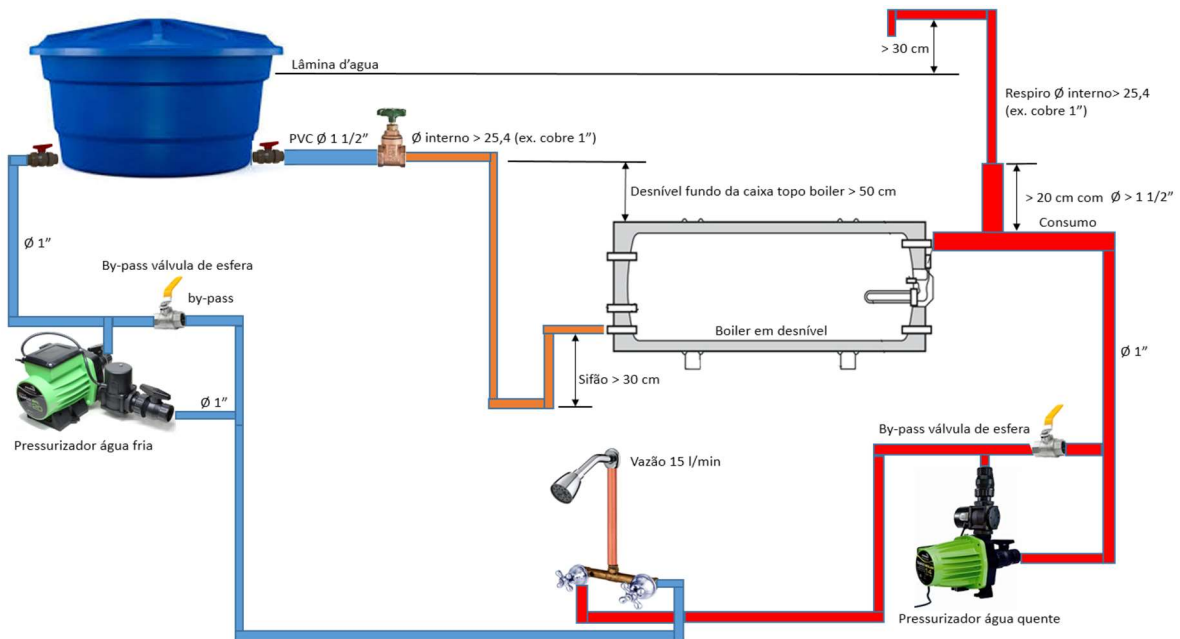 > 30 cm
Lâmina d'agua
Respiro Ø interno> 25,4
(ex. cobre 1")
PVC Ø 1 1/2"
Ø interno > 25,4 (ex. cobre 1")
Desnível fundo da caixa topo boiler > 50 cm
> 20 cm com Ø > 1 1/2"
Consumo
Ø 1"
By-pass válvula de esfera
by-pass
Boiler em desnível
Ø 1"
Sifão > 30 cm
Ø 1"
Pressurizador água fria
By-pass válvula de esfera
Vazão 15 l/min
Pressurizador água quente